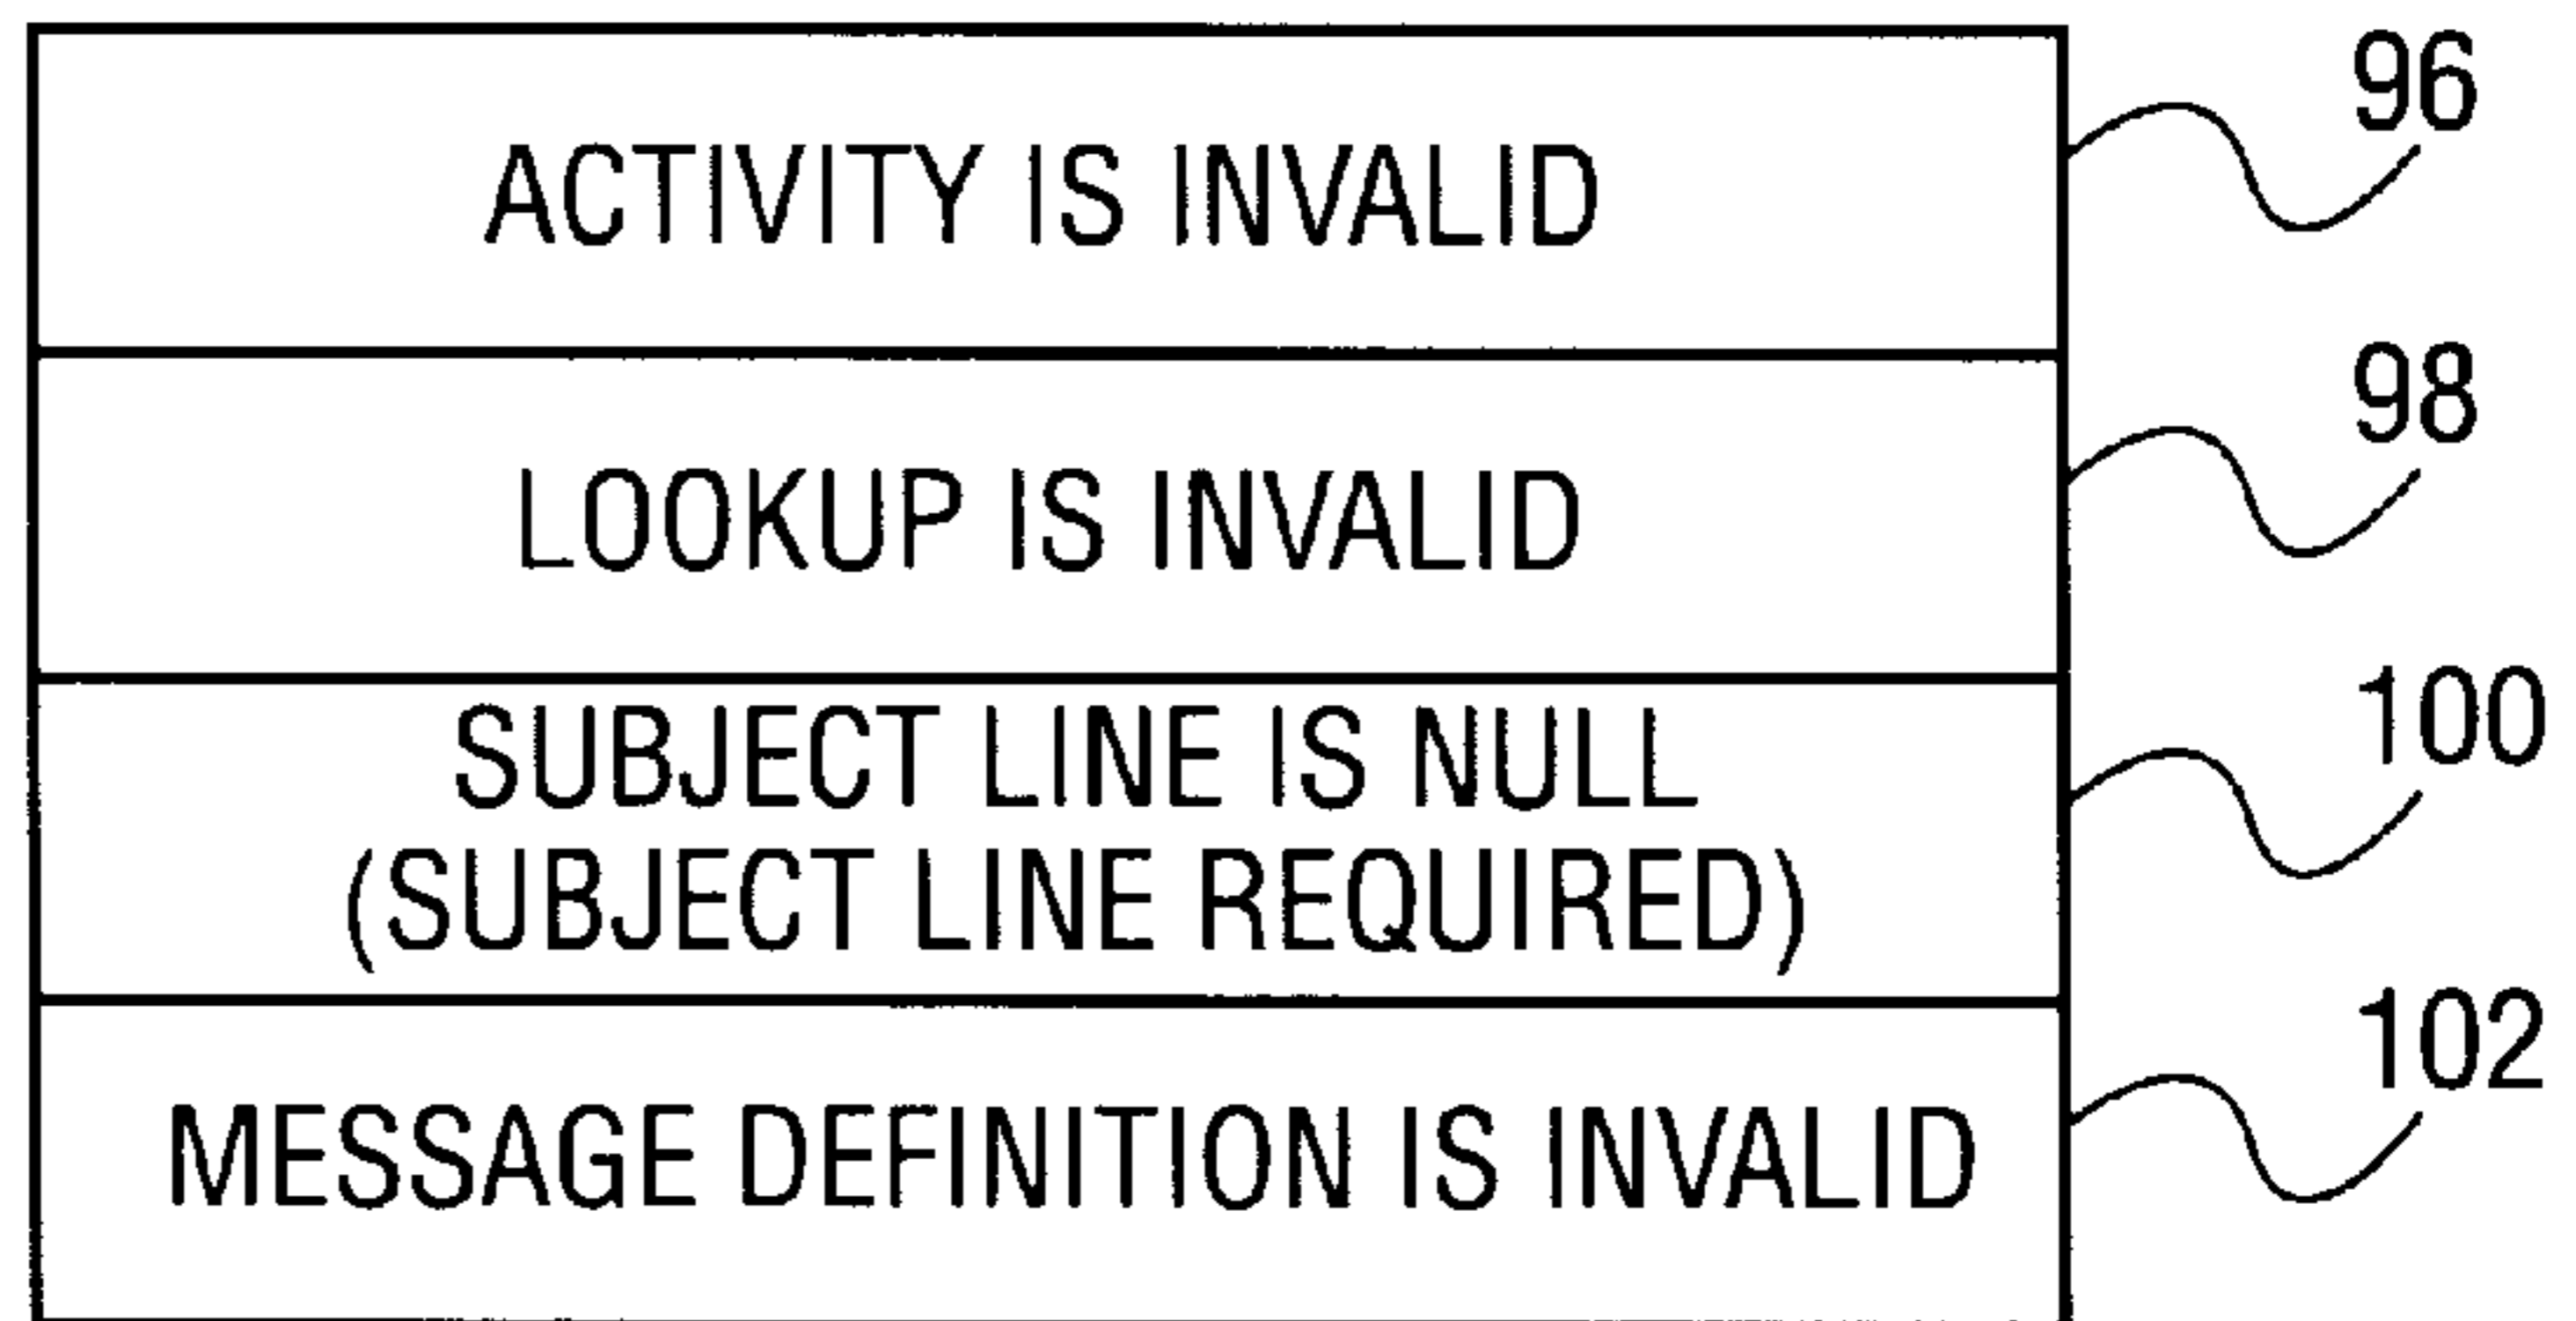 96
ACTIVITY IS INVALID
98
LOOKUP IS INVALID
100
SUBJECT LINE IS NULL
(SUBJECT LINE REQUIRED)
102
MESSAGE DEFINITION IS INVALID